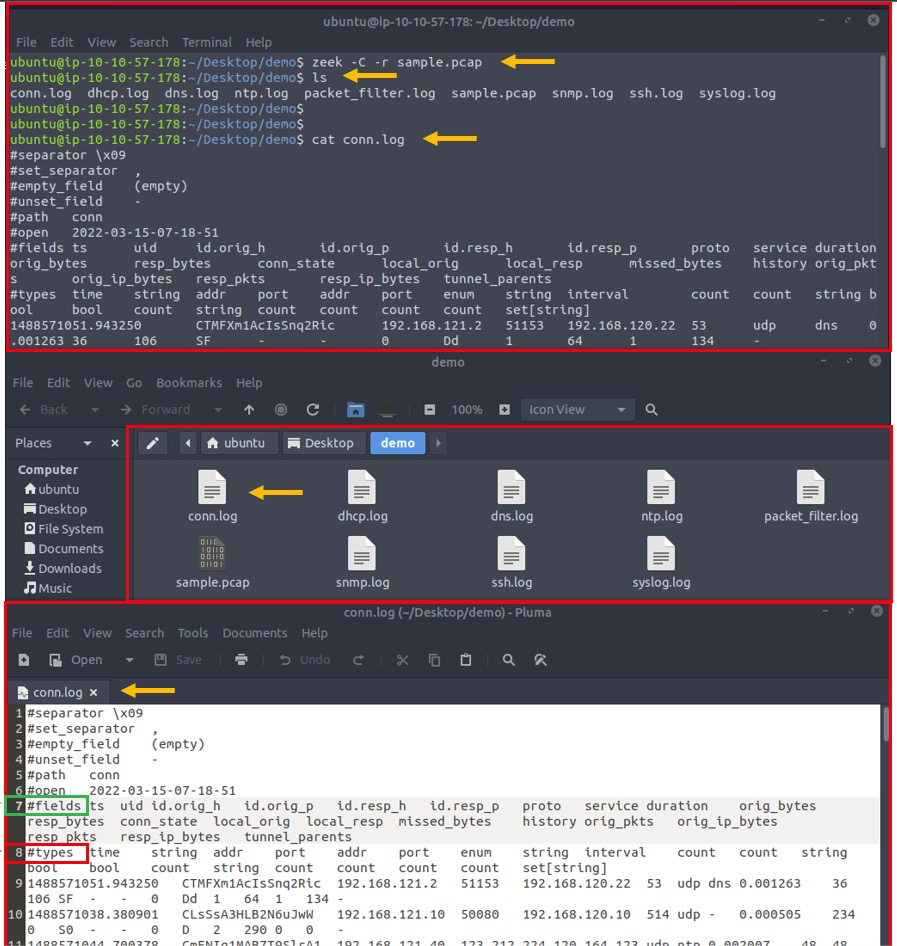 ubuntu@ip-10-10-57-178: ~/Desktop/demo
File Edit View Search Terminal Help
ubuntu@ip-10-10-57-178:~/Desktop/demo$ zeek -C -r sample.pcap
ubuntu@ip-10-10-57-178:~/Desktop/demo$ ls
conn.log dhcp.log dns.log ntp.log packet_filter.log sample.pcap snmp.log ssh.log syslog.log
ubuntu@ip-10-10-57-178:~/Desktop/demo$
ubuntu@ip-10-10-57-178:~/Desktop/demo$
ubuntu@ip-10-10-57-178:~/Desktop/demo$ cat conn.log
#separator \x09
#set_separator ,
#empty_field (empty)
#unset_field -
#path conn
#open 2022-03-15-07-18-51
#fields ts uid id.orig_h id.orig_p id.resp_h id.resp_p proto service duration
orig_bytes resp_bytes conn_state local_orig local_resp missed_bytes history orig_pkt
s orig_ip_bytes resp_pkts resp_ip_bytes tunnel_parents
#types time string addr port addr port enum string interval count count string b
ool bool count string count count count count set[string]
1488571051.943250 CTMFXm1AcIsSnq2Ric 192.168.121.2 51153 192.168.120.22 53 udp dns 0
.001263 36 106 SF - - 0 Dd 1 64 1 134 -
demo
File Edit View Go Bookmarks Help
Back Forward 100% Icon View
Places ubuntu Desktop demo
Computer
ubuntu
Desktop
File System
Documents
Downloads
Music
conn.log dhcp.log dns.log ntp.log packet_filter.log
sample.pcap snmp.log ssh.log syslog.log
conn.log (~/Desktop/demo) - Pluma
File Edit View Search Tools Documents Help
Open Save Undo
conn.log
1 #separator \x09
2 #set_separator ,
3 #empty_field (empty)
4 #unset_field -
5 #path conn
6 #open 2022-03-15-07-18-51
7 #fields ts uid id.orig_h id.orig_p id.resp_h id.resp_p proto service duration orig_bytes
resp_bytes conn_state local_orig local_resp missed_bytes history orig_pkts orig_ip_bytes
resp_pkts resp_ip_bytes tunnel_parents
8 #types time string addr port addr port enum string interval count count string
bool bool count string count count count count set[string]
9 1488571051.943250 CTMFXm1AcIsSnq2Ric 192.168.121.2 51153 192.168.120.22 53 udp dns 0.001263 36
106 SF - - 0 Dd 1 64 1 134 -
10 1488571038.380901 CLsSsA3HLB2N6uJwW 192.168.121.10 50080 192.168.120.10 514 udp - 0.000505 234
0 S0 - - 0 D 2 290 0 0 -